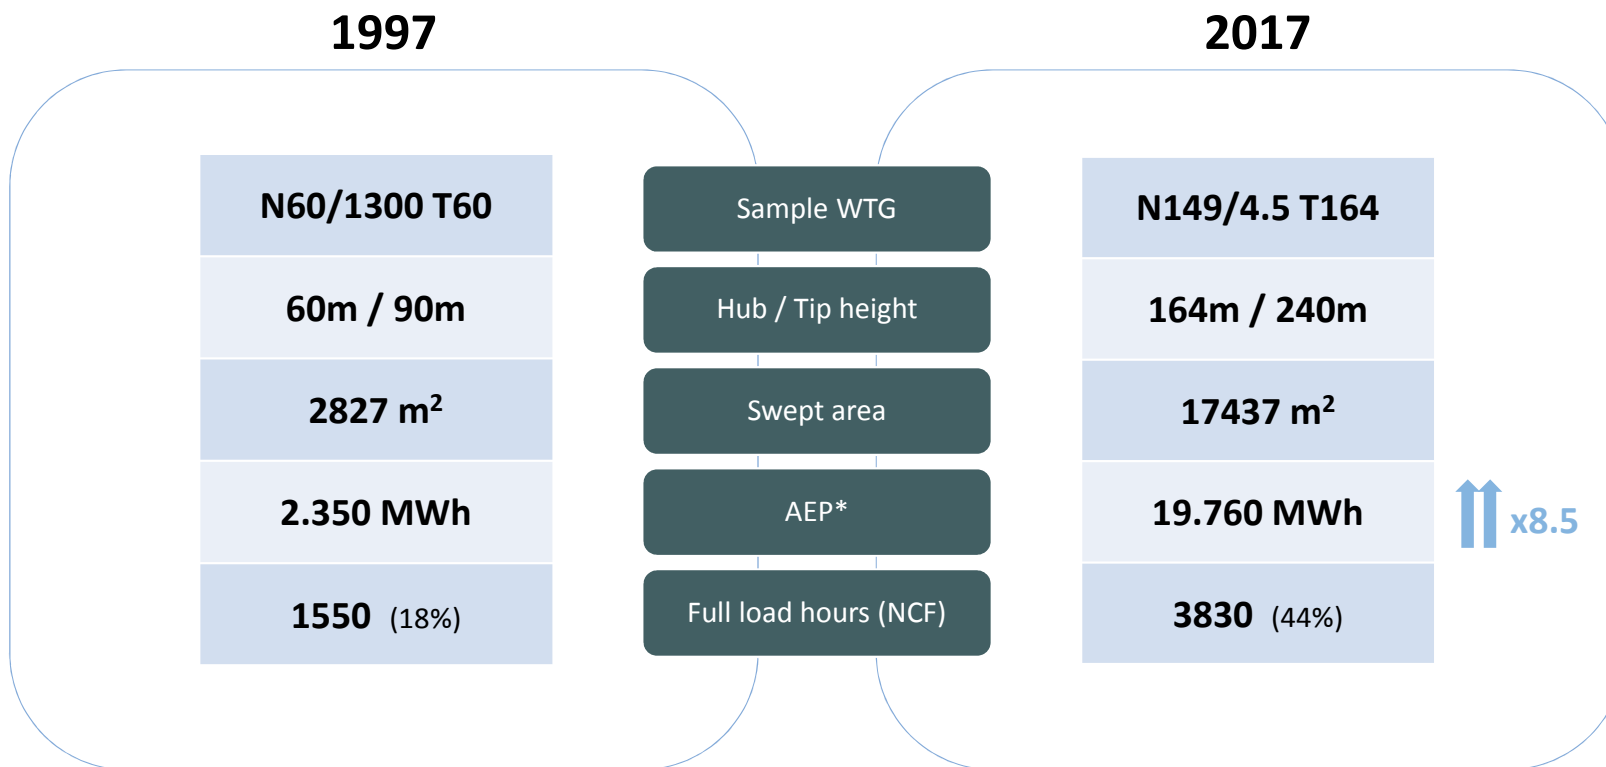 1997 2017
N60/1300 T60 Sample WTG N149/4.5 T164
60m / 90m Hub / Tip height 164m / 240m
2827 m² Swept area 17437 m²
2.350 MWh AEP* 19.760 MWh x8.5
1550 (18%) Full load hours (NCF) 3830 (44%)